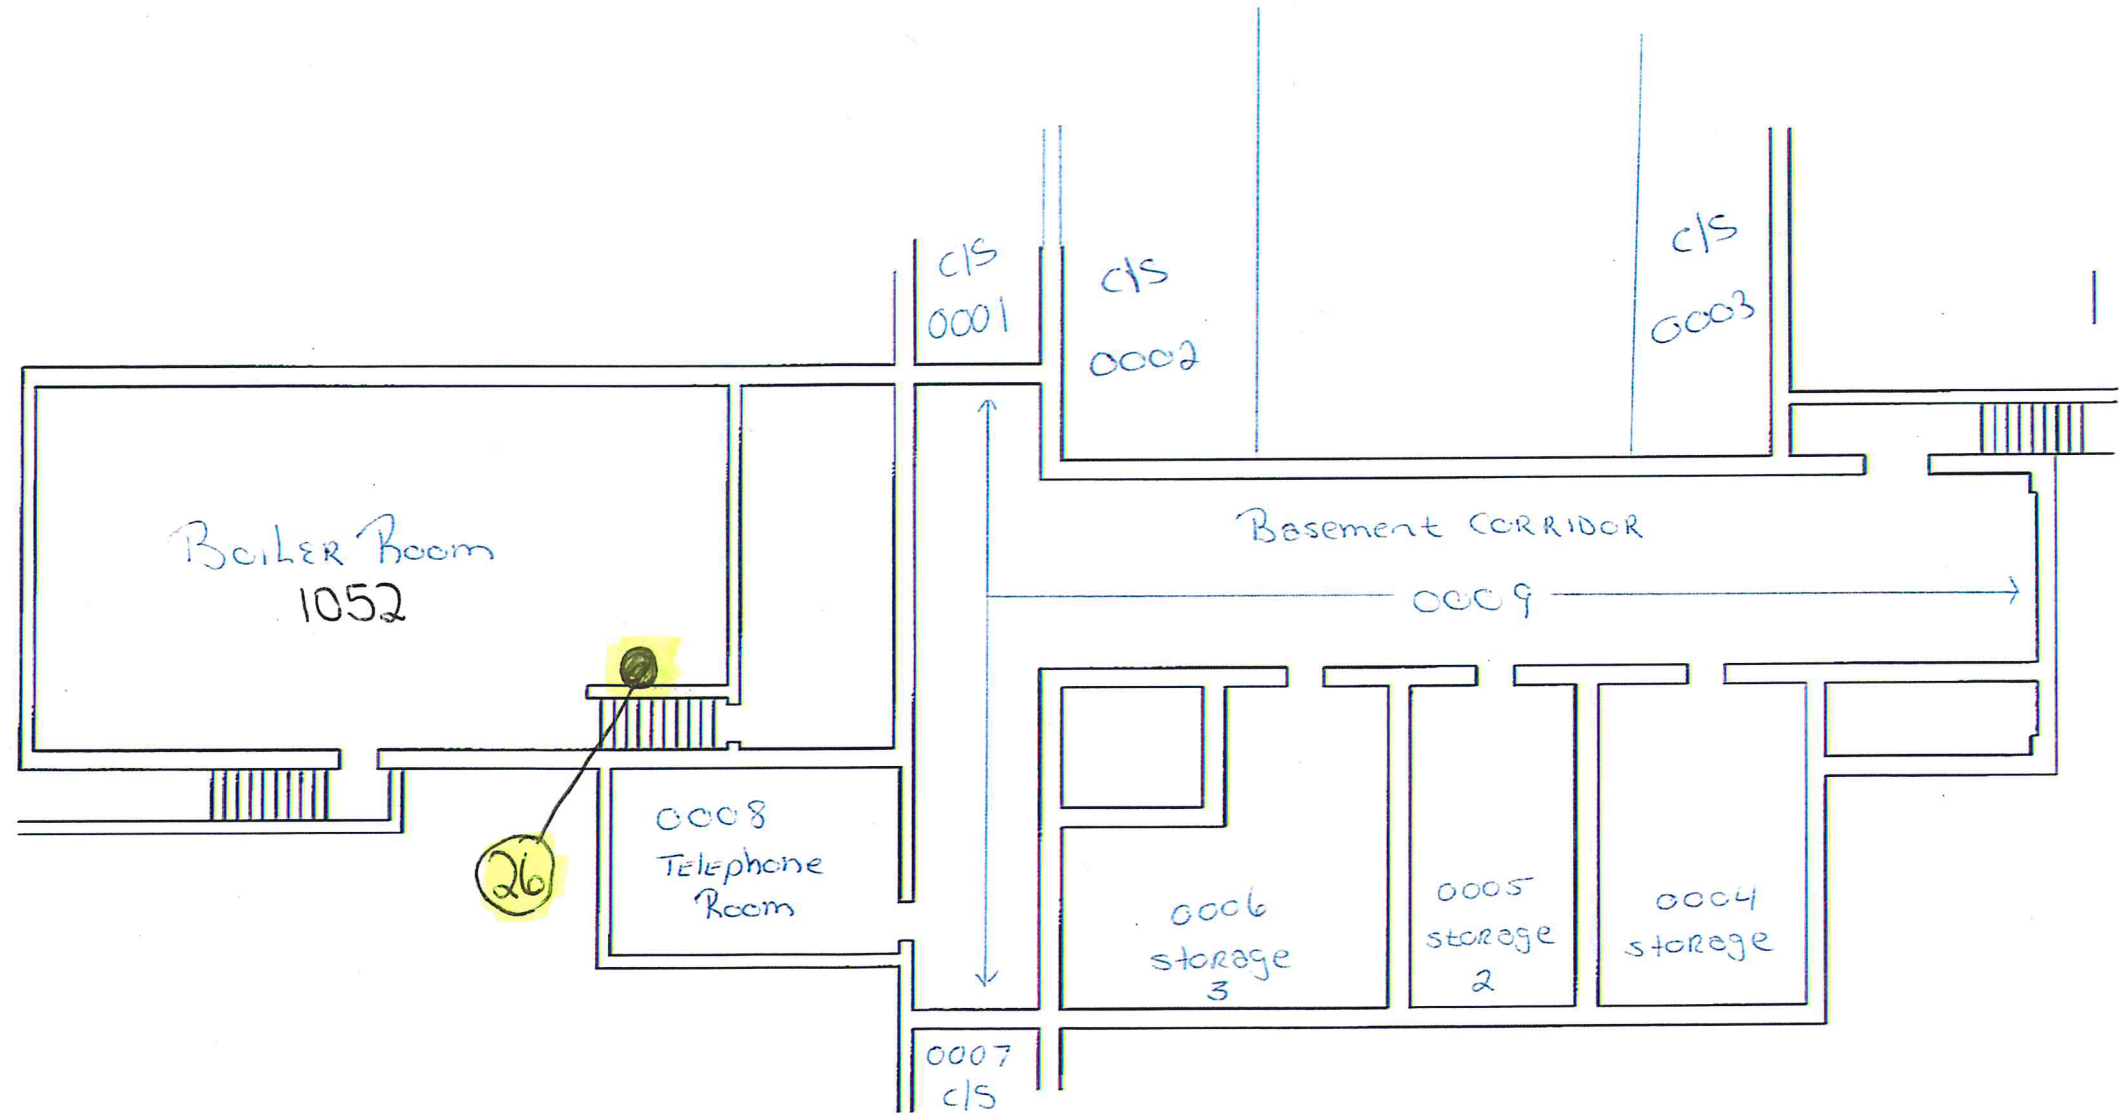 C/S
0001
C/S
0002
C/S
0003
Basement CORRIDOR
0009
BOILER Room
1052
26
0008
TELEphone
Room
0006
storage
3
0005
storage
2
0004
storage
0007
C/S